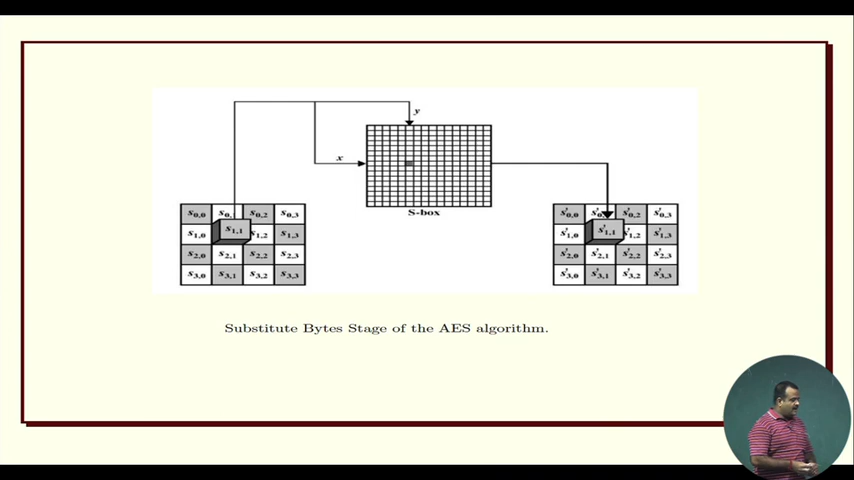 y
x
S-box
s0,0 s0, s0,2 s0,3
s1,0 s1,1 s1,2 s1,3
s2,0 s2,1 s2,2 s2,3
s3,0 s3,1 s3,2 s3,3
s'0,0 s'0, s'0,2 s'0,3
s'1,0 s'1,1 s'1,2 s'1,3
s'2,0 s'2,1 s'2,2 s'2,3
s'3,0 s'3,1 s'3,2 s'3,3
Substitute Bytes Stage of the AES algorithm.